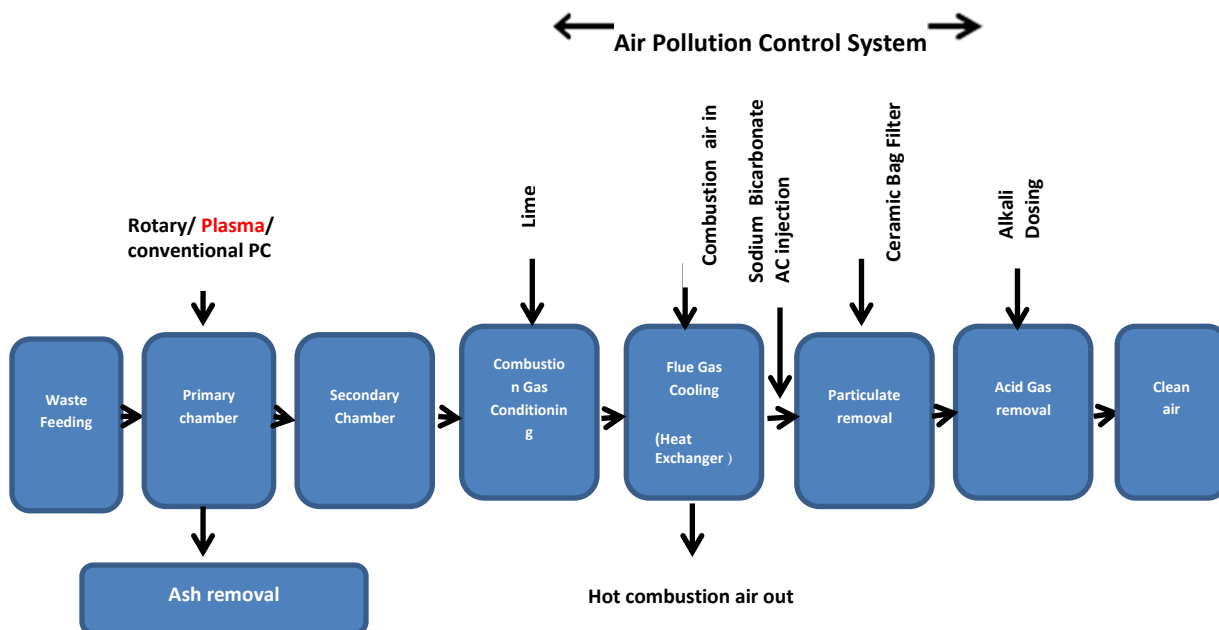 Air Pollution Control System
Combustion air in
Sodium Bicarbonate
AC injection
Ceramic Bag Filter
Lime
Alkali
Dosing
Rotary/ Plasma/
conventional PC
Waste
Feeding
Primary
chamber
Secondary
Chamber
Combustio
n Gas
Conditionin
g
Flue Gas
Cooling
(Heat
Exchanger )
Particulate
removal
Acid Gas
removal
Clean
air
Ash removal
Hot combustion air out